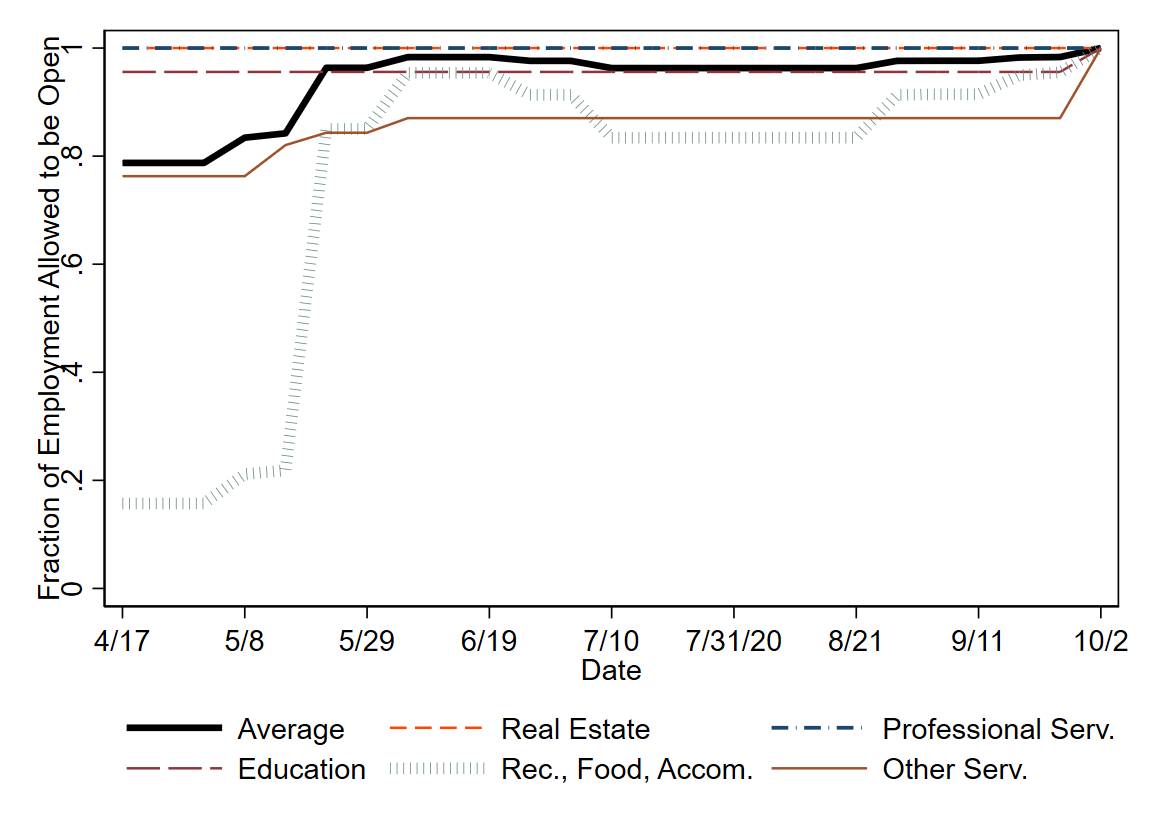 Fraction of Employment Allowed to be Open
1
.8
.6
.4
.2
0
4/17 5/8 5/29 6/19 7/10 7/31/20 8/21 9/11 10/2
Date
Average Real Estate Professional Serv.
Education Rec., Food, Accom. Other Serv.